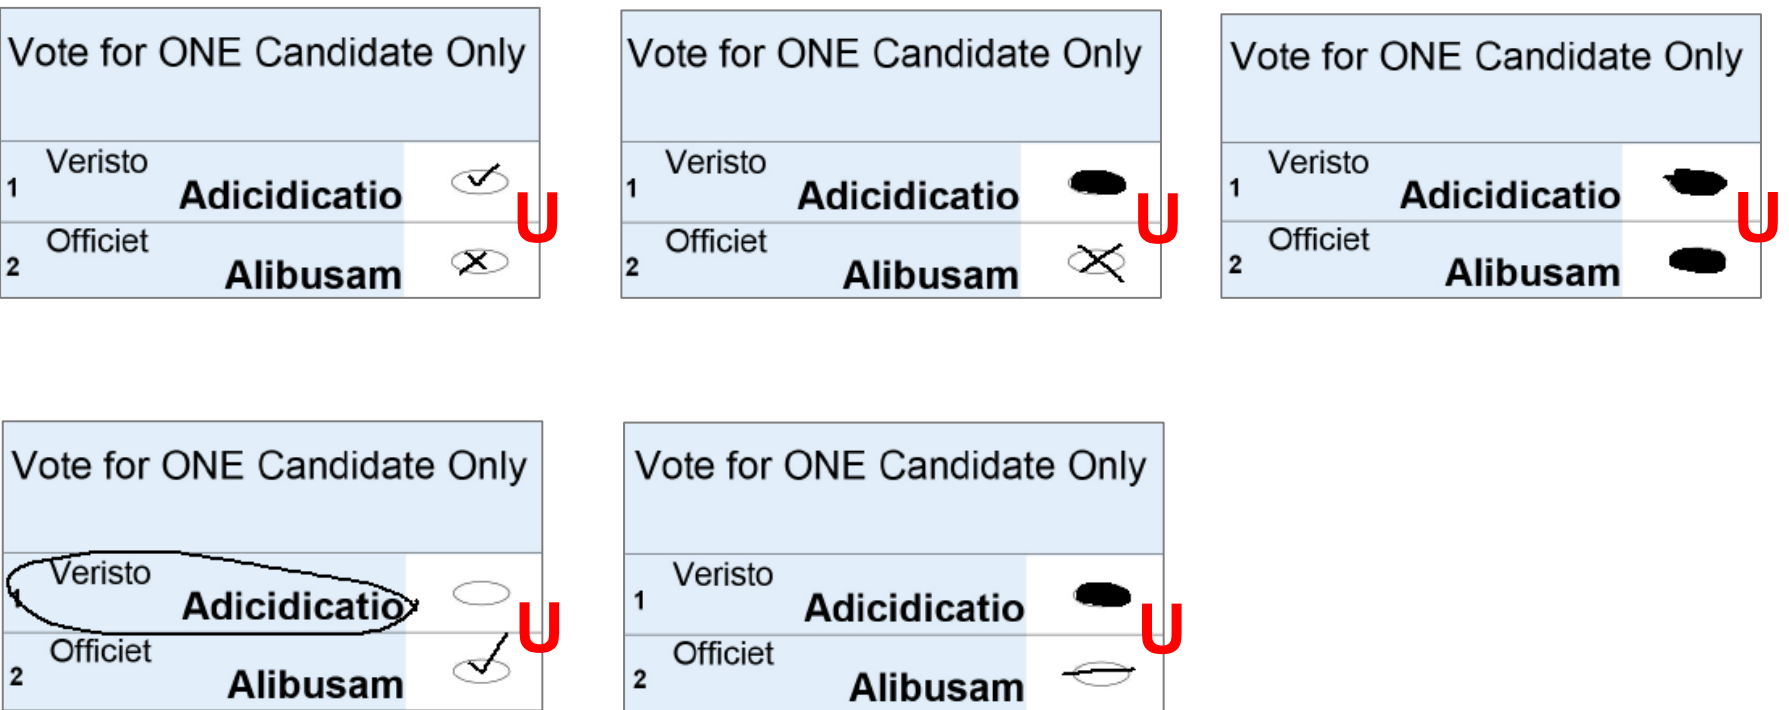 Vote for ONE Candidate Only
Veristo
1 Adicidicatio
U
Officiet
2 Alibusam
Vote for ONE Candidate Only
Veristo
1 Adicidicatio
U
Officiet
2 Alibusam
Vote for ONE Candidate Only
Veristo
1 Adicidicatio
U
Officiet
2 Alibusam
Vote for ONE Candidate Only
Veristo
1 Adicidicatio
U
Officiet
2 Alibusam
Vote for ONE Candidate Only
Veristo
1 Adicidicatio
U
Officiet
2 Alibusam